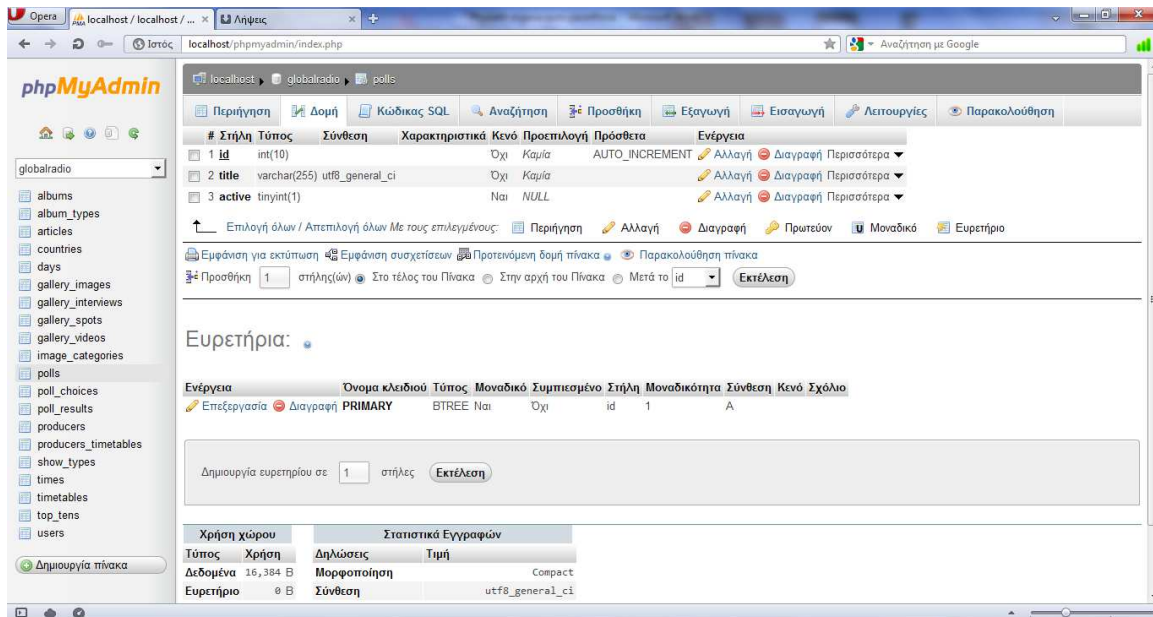 Opera localhost / localhost / ... × Λήψεις ×
Ιστός localhost/phpmyadmin/index.php Αναζήτηση με Google
phpMyAdmin
globalradio
albums
album_types
articles
countries
days
gallery_images
gallery_interviews
gallery_spots
gallery_videos
image_categories
polls
poll_choices
poll_results
producers
producers_timetables
show_types
times
timetables
top_tens
users
Δημιουργία πίνακα
localhost globalradio polls
Περιήγηση Δομή Κώδικας SQL Αναζήτηση Προσθήκη Εξαγωγή Εισαγωγή Λειτουργίες Παρακολούθηση
# Στήλη Τύπος Σύνθεση Χαρακτηριστικά Κενό Προεπιλογή Πρόσθετα Ενέργεια
1 id int(10) Όχι Καμία AUTO_INCREMENT Αλλαγή Διαγραφή Περισσότερα
2 title varchar(255) utf8_general_ci Όχι Καμία Αλλαγή Διαγραφή Περισσότερα
3 active tinyint(1) Ναι NULL Αλλαγή Διαγραφή Περισσότερα
Επιλογή όλων / Απεπιλογή όλων Με τους επιλεγμένους: Περιήγηση Αλλαγή Διαγραφή Πρωτεύον Μοναδικό Ευρετήριο
Εμφάνιση για εκτύπωση Εμφάνιση συσχετίσεων Προτεινόμενη δομή πίνακα Παρακολούθηση πίνακα
Προσθήκη 1 στήλης(ών) Στο τέλος του Πίνακα Στην αρχή του Πίνακα Μετά το id Εκτέλεση
Ευρετήρια:
Ενέργεια Όνομα κλειδιού Τύπος Μοναδικό Συμπιεσμένο Στήλη Μοναδικότητα Σύνθεση Κενό Σχόλιο
Επεξεργασία Διαγραφή PRIMARY BTREE Ναι Όχι id 1 A
Δημιουργία ευρετηρίου σε 1 στήλες Εκτέλεση
Χρήση χώρου
Τύπος Χρήση
Δεδομένα 16,384 B
Ευρετήριο 0 B
Στατιστικά Εγγραφών
Δηλώσεις Τιμή
Μορφοποίηση Compact
Σύνθεση utf8_general_ci